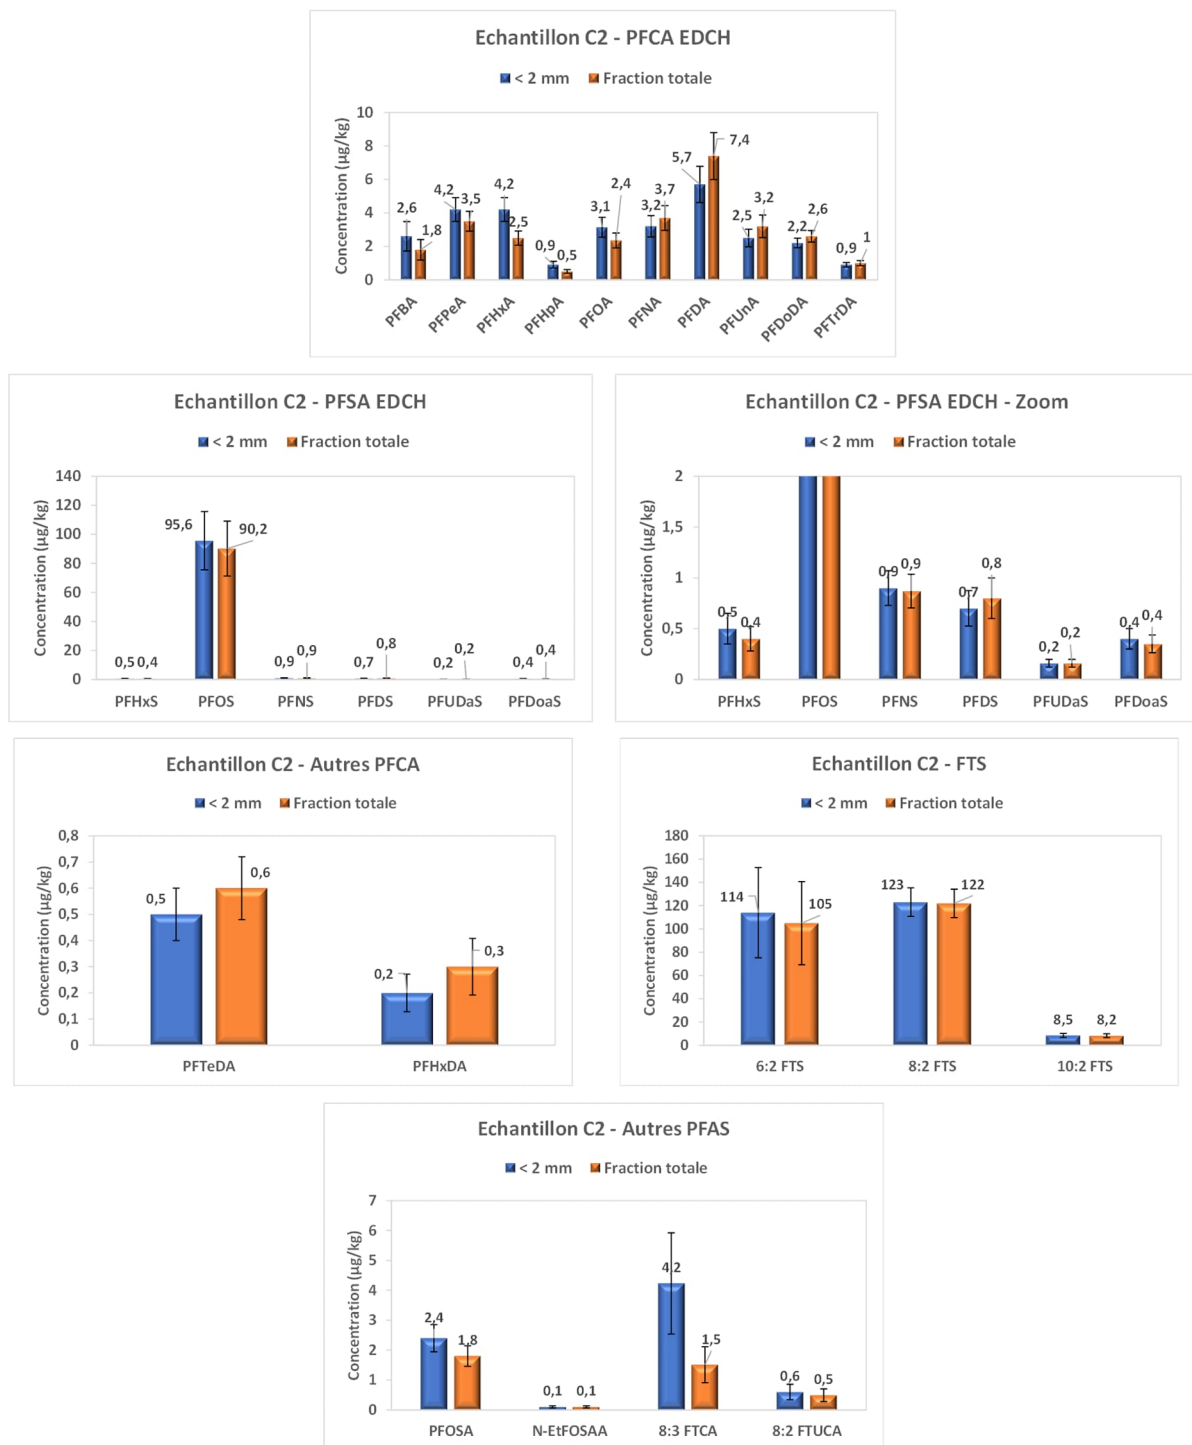 Echantillon C2 - PFCA EDCH
< 2 mm Fraction totale
Concentration (µg/kg)
10
8
6
4
2
0
2,6 1,8 4,2 3,5 4,2 2,5 0,9 0,5 3,1 2,4 3,2 3,7 5,7 7,4 2,5 3,2 2,2 2,6 0,9 1
PFBA PFPeA PFHxA PFHpA PFOA PFNA PFDA PFUnA PFDoDA PFTrDA
Echantillon C2 - PFSA EDCH
< 2 mm Fraction totale
Concentration (µg/kg)
140
120
100
80
60
40
20
0
0,5 0,4 95,6 90,2 0,9 0,9 0,7 0,8 0,2 0,2 0,4 0,4
PFHxS PFOS PFNS PFDS PFUDaS PFDoaS
Echantillon C2 - PFSA EDCH - Zoom
< 2 mm Fraction totale
Concentration (µg/kg)
2
1,5
1
0,5
0
0,5 0,4 0,9 0,9 0,7 0,8 0,2 0,2 0,4 0,4
PFHxS PFOS PFNS PFDS PFUDaS PFDoaS
Echantillon C2 - Autres PFCA
< 2 mm Fraction totale
Concentration (µg/kg)
0,8
0,7
0,6
0,5
0,4
0,3
0,2
0,1
0
0,5 0,6 0,2 0,3
PFTeDA PFHxDA
Echantillon C2 - FTS
< 2 mm Fraction totale
Concentration (µg/kg)
180
160
140
120
100
80
60
40
20
0
114 105 123 122 8,5 8,2
6:2 FTS 8:2 FTS 10:2 FTS
Echantillon C2 - Autres PFAS
< 2 mm Fraction totale
Concentration (µg/kg)
7
6
5
4
3
2
1
0
2,4 1,8 0,1 0,1 4,2 1,5 0,6 0,5
PFOSA N-EtFOSAA 8:3 FTCA 8:2 FTUCA